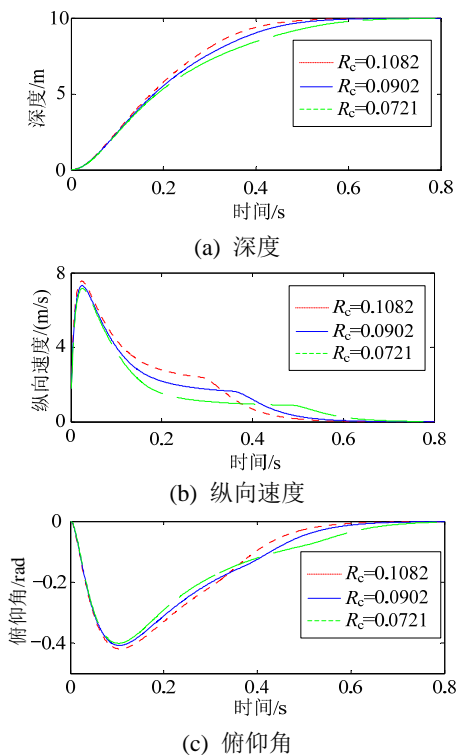 10
5
0
深度/m
R_c=0.1082
R_c=0.0902
R_c=0.0721
0 0.2 0.4 0.6 0.8
时间/s
(a) 深度
8
4
0
纵向速度/(m/s)
R_c=0.1082
R_c=0.0902
R_c=0.0721
0 0.2 0.4 0.6 0.8
时间/s
(b) 纵向速度
0
−0.2
−0.4
俯仰角/rad
R_c=0.1082
R_c=0.0902
R_c=0.0721
0 0.2 0.4 0.6 0.8
时间/s
(c) 俯仰角